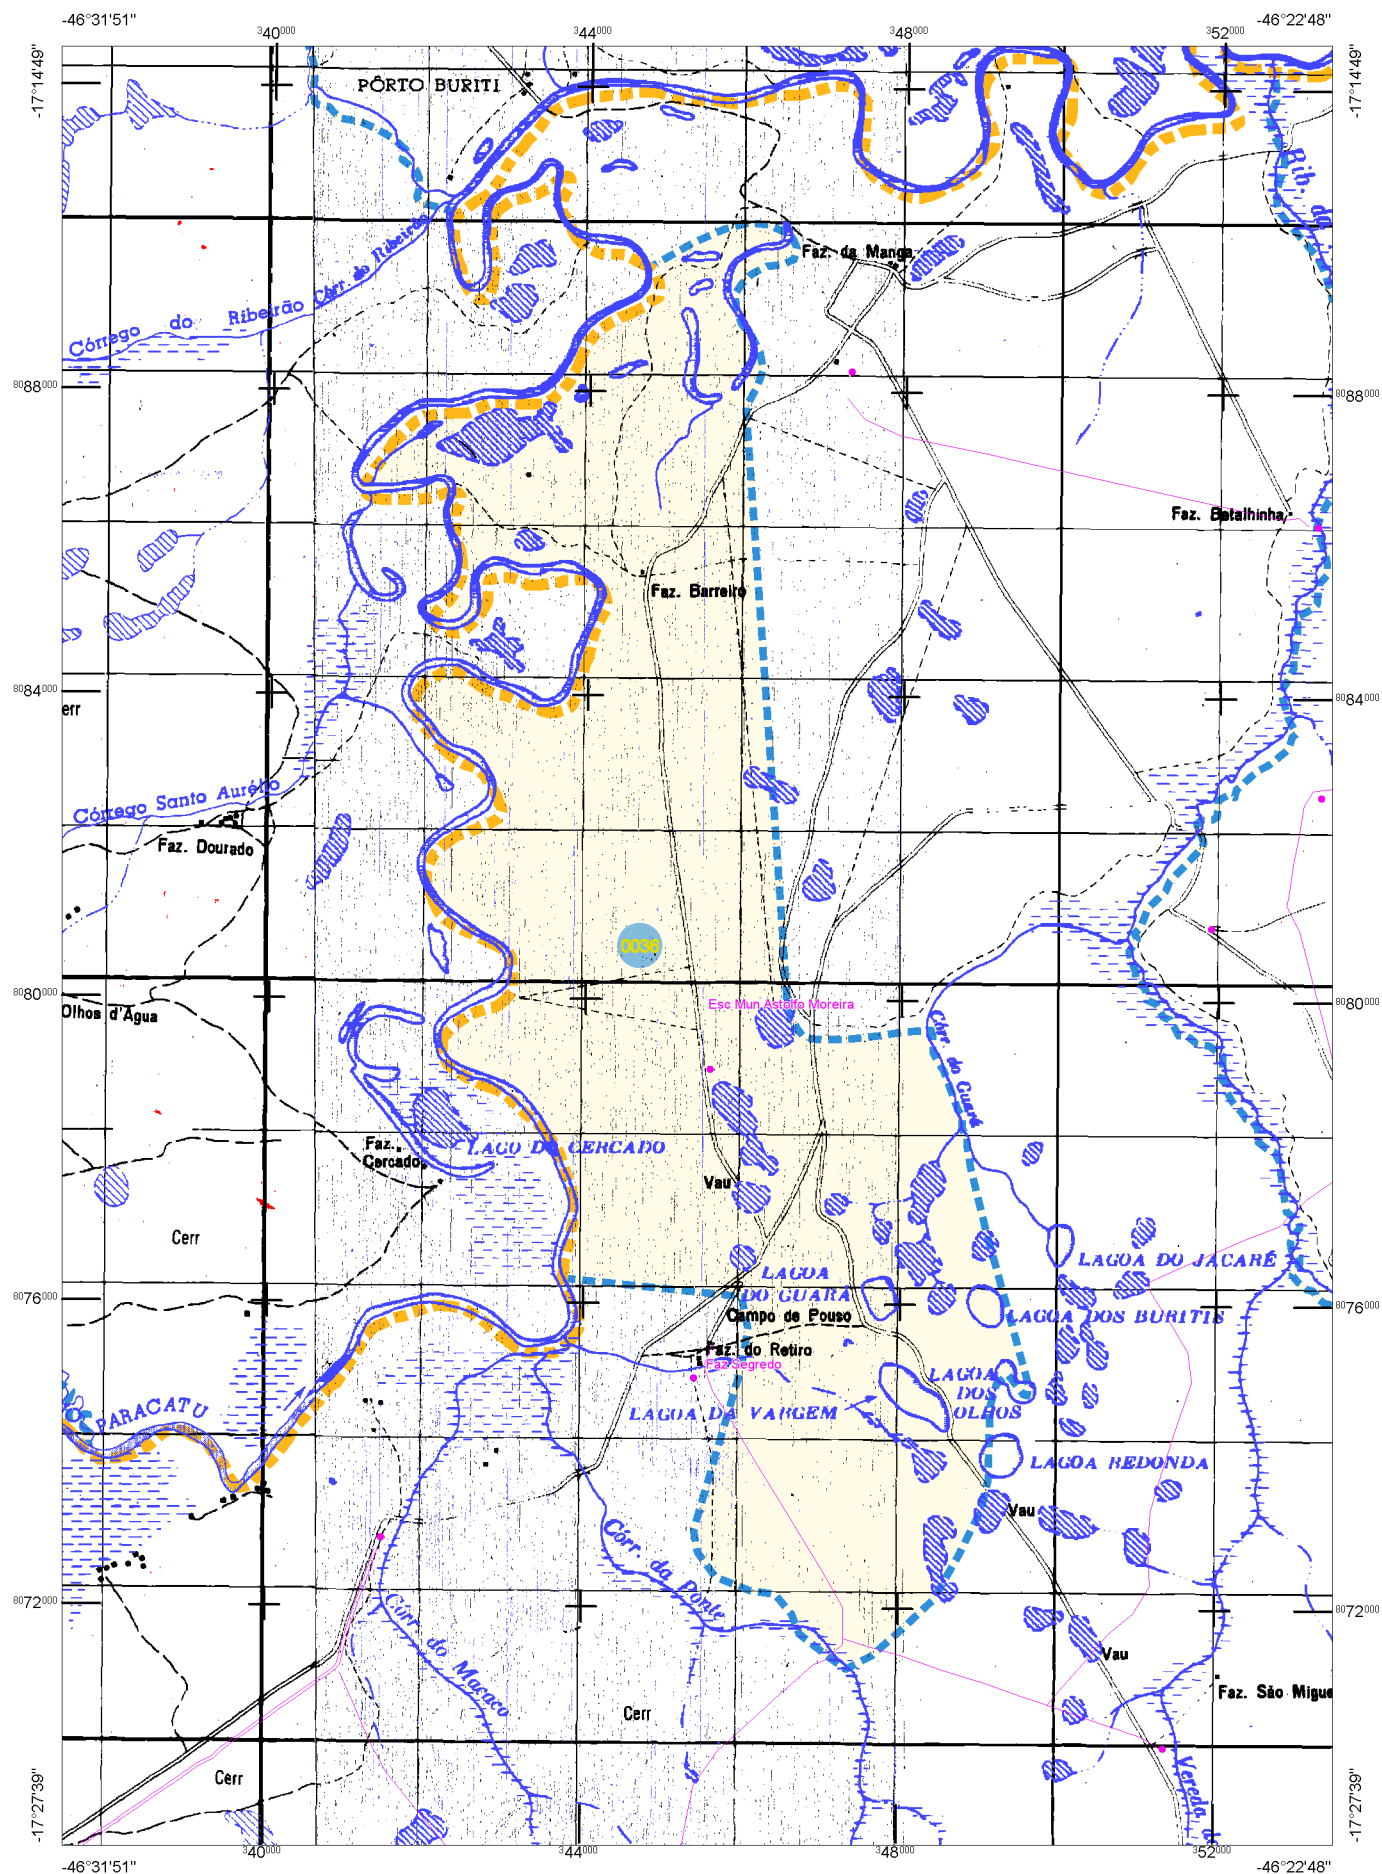 -46°31'51"
340000
344000
348000
352000
-46°22'48"
-17°14'49"
-17°14'49"
PÔRTO BURITI
Rib. da
Faz. da Manga
Córrego do Ribeirão
Córr. do Ribeirão
8088000
8088000
Faz. Batalhinha
Faz. Barreiro
8084000
8084000
err
Córrego Santo Aurélio
Faz. Dourado
0036
8080000
8080000
Olhos d'Água
Esc Mun Astolfo Moreira
Córr. do Guará
Faz.
Cercado
LAGO DO CERCADO
Vau
Cerr
LAGOA DO JACARÉ
LAGOA
DO GUARÁ
8076000
8076000
Campo de Pouso
LAGOA DOS BURITIS
Faz. do Retiro
Faz Segredo
LAGOA
DOS
OLHOS
PARACATU
LAGOA DA VARGEM
LAGOA REDONDA
Vau
Córr. da Ponte
8072000
8072000
Córr. do Macaco
Vau
Faz. São Migue
Cerr
Cerr
Vereda d
-17°27'39"
-17°27'39"
-46°31'51"
340000
344000
348000
352000
-46°22'48"